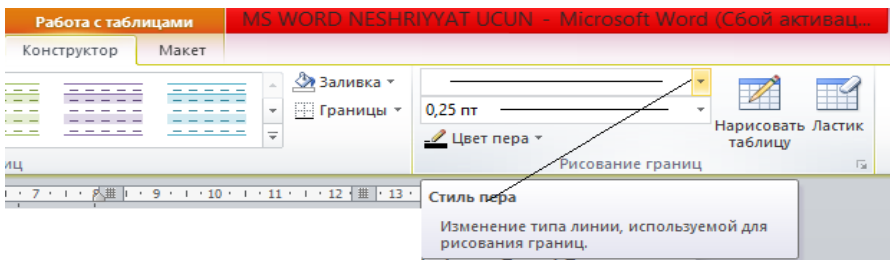 Работа с таблицами
MS WORD NESHRIYYAT UCUN - Microsoft Word (Сбой активац...
Конструктор Макет
Заливка
Границы
0,25 пт
Цвет пера
Нарисовать таблицу
Ластик
иц
Рисование границ
7 8 9 10 11 12 13
Стиль пера
Изменение типа линии, используемой для
рисования границ.